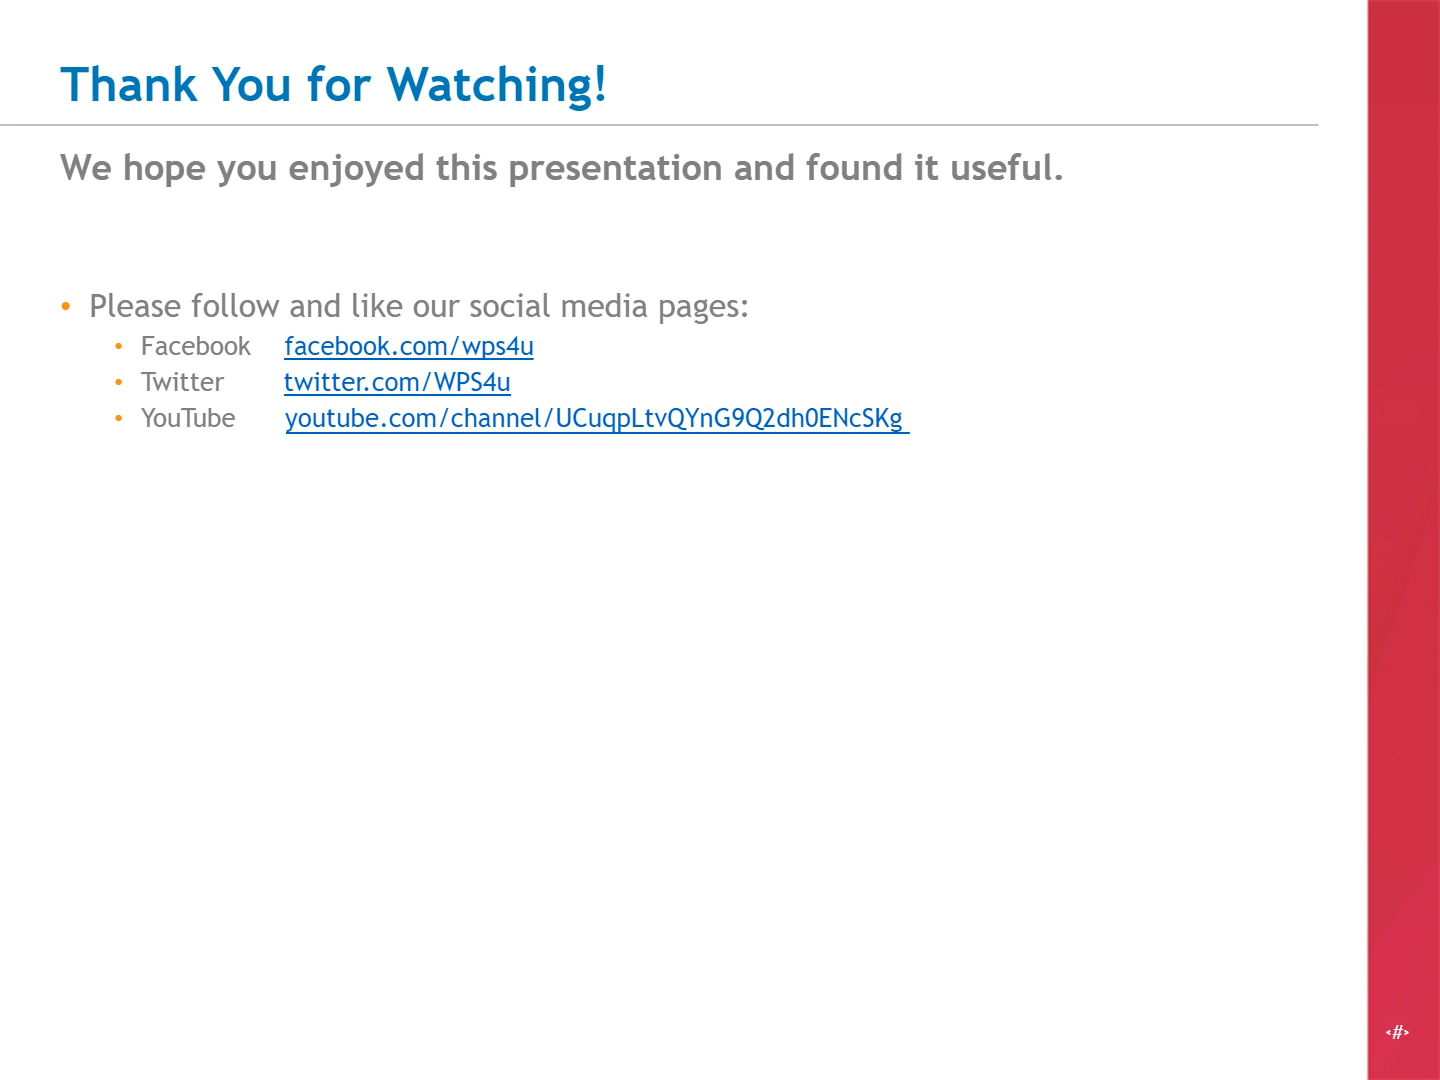 Thank You for Watching!
We hope you enjoyed this presentation and found it useful.
• Please follow and like our social media pages:
• Facebook facebook.com/wps4u
• Twitter twitter.com/WPS4u
• YouTube youtube.com/channel/UCuqpLtvQYnG9Q2dh0ENcSKg
‹#›